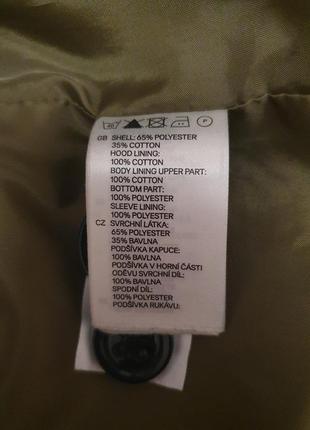 40 P
GB SHELL: 65% POLYESTER
35% COTTON
HOOD LINING:
100% COTTON
BODY LINING UPPER PART:
100% COTTON
BOTTOM PART:
100% POLYESTER
SLEEVE LINING:
100% POLYESTER
CZ SVRCHNÍ LÁTKA:
65% POLYESTER
35% BAVLNA
PODŠÍVKA KAPUCE:
100% BAVLNA
PODŠÍVKA V HORNÍ ČÁSTI
ODĚVU SVRCHNÍ DÍL:
100% BAVLNA
SPODNÍ DÍL:
100% POLYESTER
PODŠÍVKA RUKÁVU: